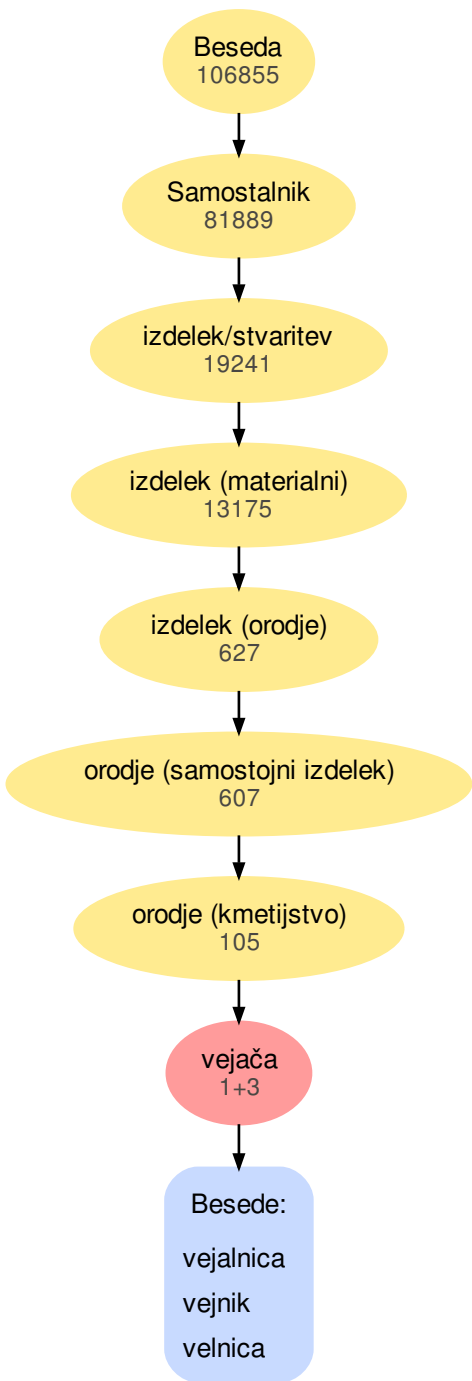 Beseda
106855
Samostalnik
81889
izdelek/stvaritev
19241
izdelek (materialni)
13175
izdelek (orodje)
627
orodje (samostojni izdelek)
607
orodje (kmetijstvo)
105
vejača
1+3
Besede:
vejalnica
vejnik
velnica